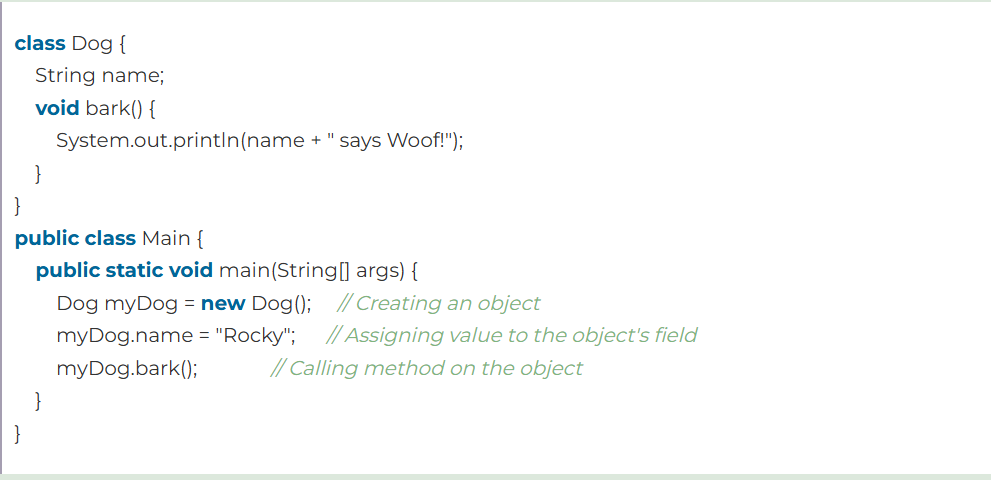 class Dog {
String name;
void bark() {
System.out.println(name + " says Woof!");
}
}
public class Main {
public static void main(String[] args) {
Dog myDog = new Dog(); // Creating an object
myDog.name = "Rocky"; // Assigning value to the object's field
myDog.bark(); // Calling method on the object
}
}